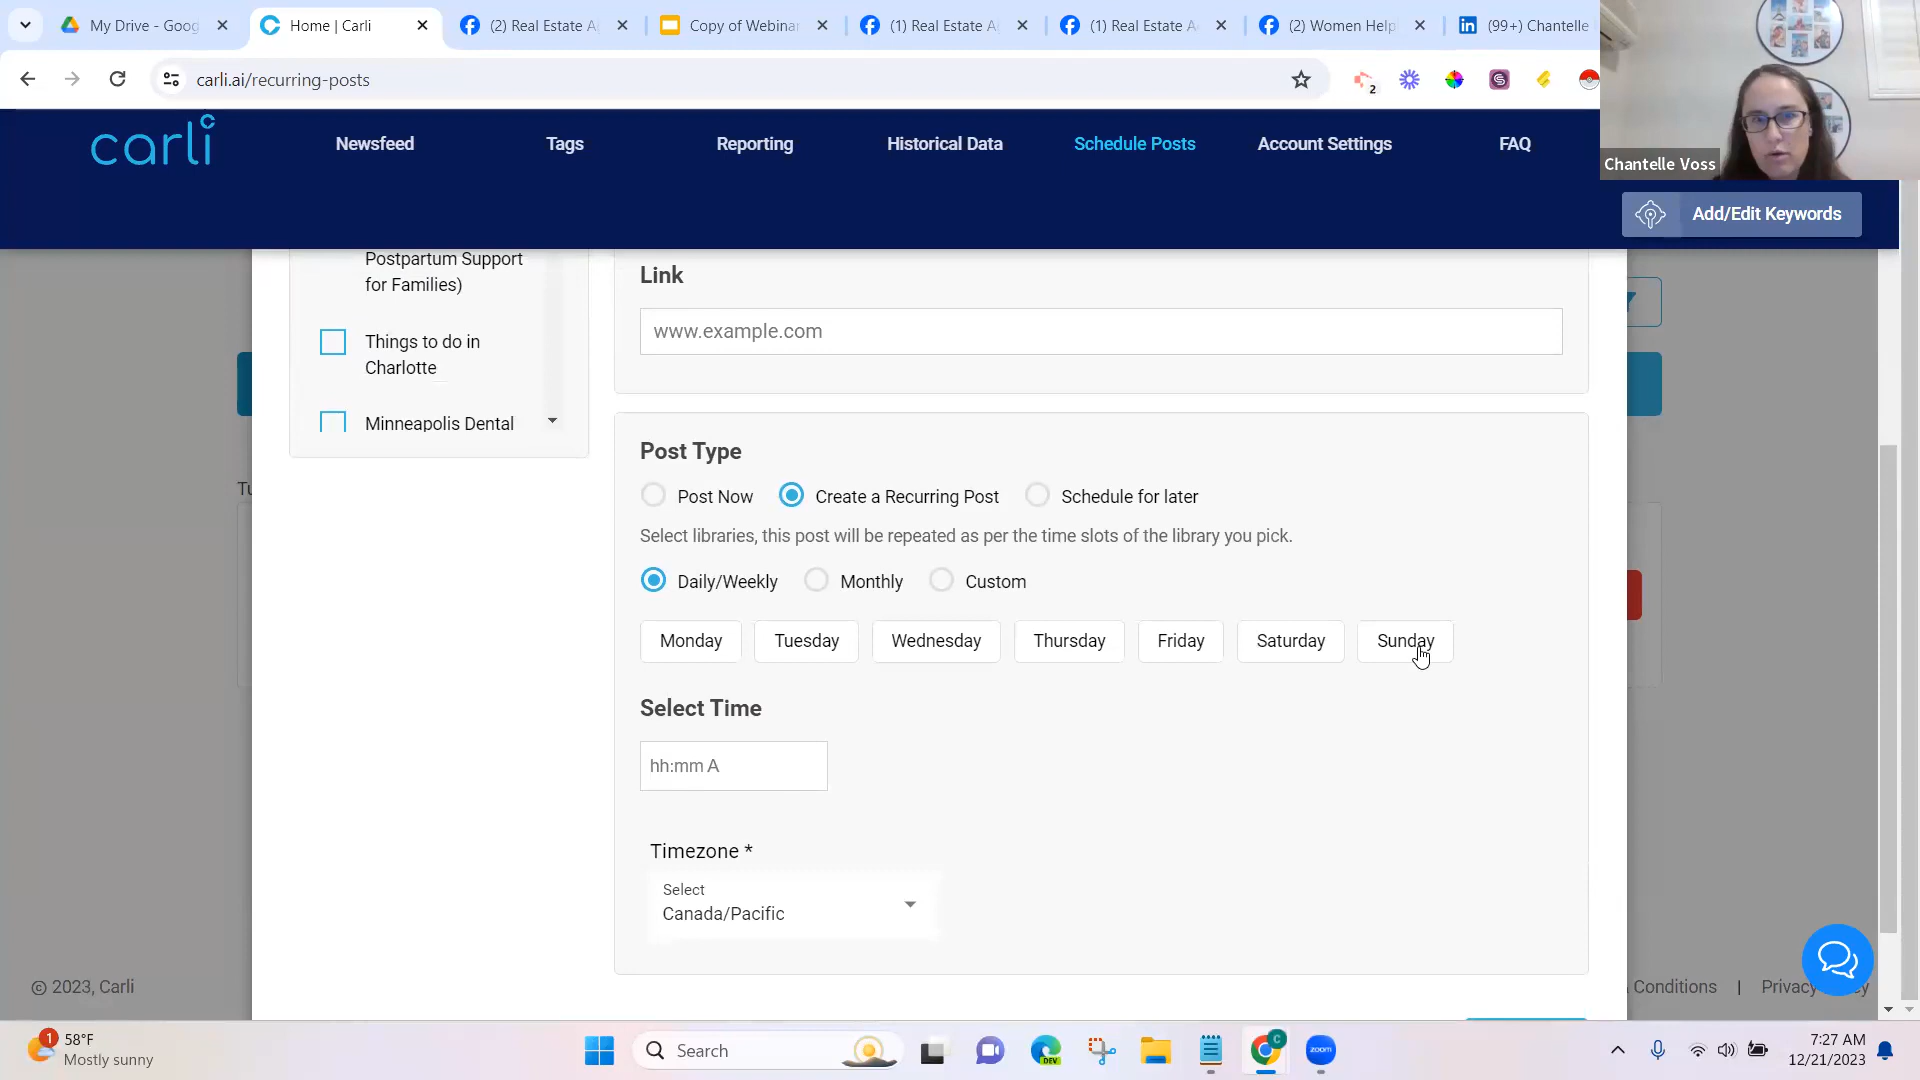 My Drive - Goog
Home | Carli
(2) Real Estate A
Copy of Webina
(1) Real Estate A
(1) Real Estate A
(2) Women Help
(99+) Chantelle
carli.ai/recurring-posts
2
carli
Newsfeed
Tags
Reporting
Historical Data
Schedule Posts
Account Settings
FAQ
Chantelle Voss
Add/Edit Keywords
Postpartum Support
for Families)
Things to do in
Charlotte
Minneapolis Dental
Link
www.example.com
Tu
Post Type
Post Now
Create a Recurring Post
Schedule for later
Select libraries, this post will be repeated as per the time slots of the library you pick.
Daily/Weekly
Monthly
Custom
Monday
Tuesday
Wednesday
Thursday
Friday
Saturday
Sunday
Select Time
hh:mm A
Timezone *
Select
Canada/Pacific
© 2023, Carli
Conditions | Privacy
1
58°F
Mostly sunny
Search
DEV
C
zoom
7:27 AM
12/21/2023